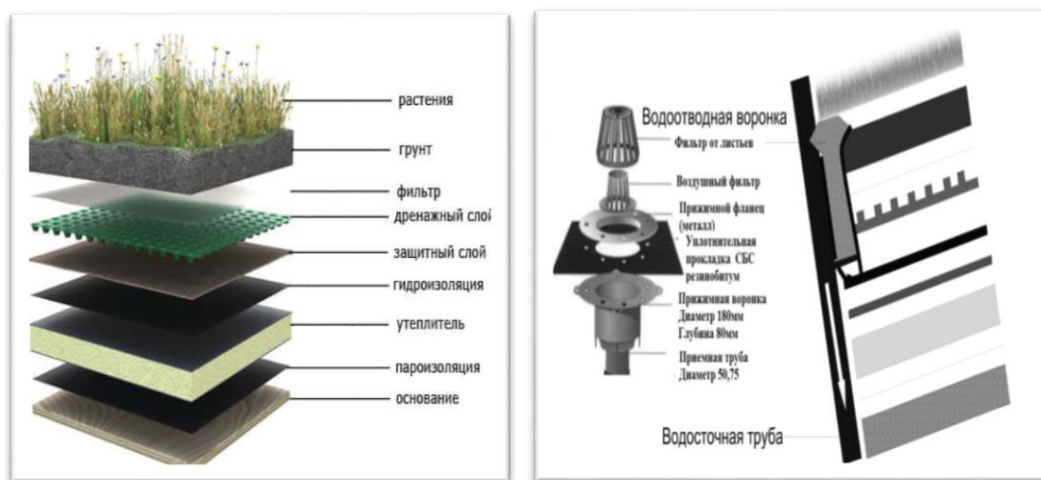 растения
грунт
фильтр
дренажный слой
защитный слой
гидроизоляция
утеплитель
пароизоляция
основание
Водоотводная воронка
Фильтр от листьев
Воздушный фильтр
Прижимной фланец
(металл)
Уплотнительная
прокладка СБС
резинобитум
Прижимная воронка
Диаметр 180мм
Глубина 80мм
Приемная труба
Диаметр 50,75
Водосточная труба